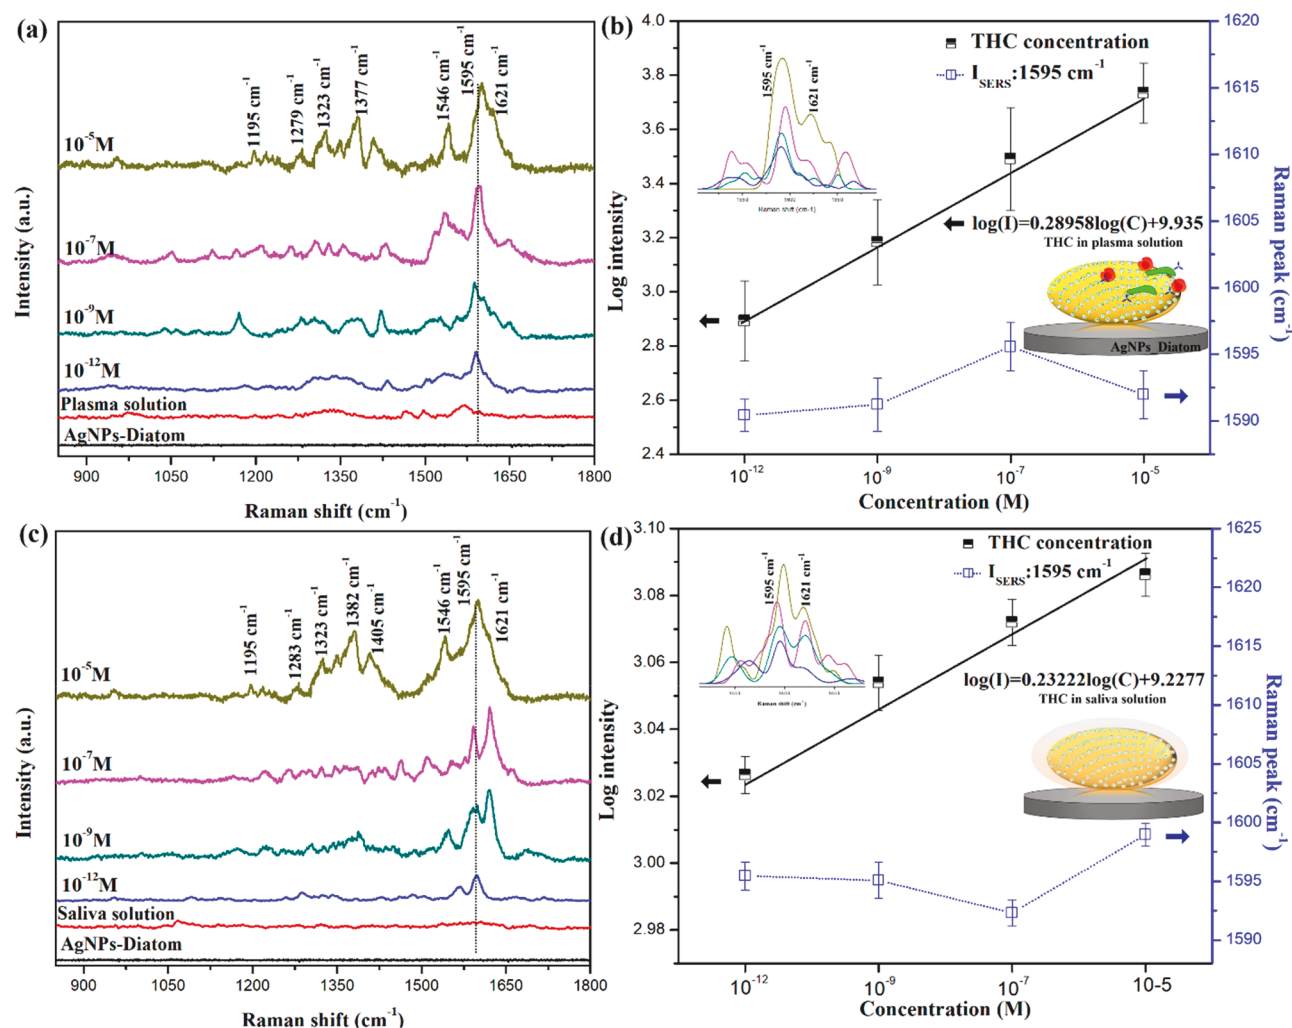 (a)
1195 cm-1
1279 cm-1
1323 cm-1
1377 cm-1
1546 cm-1
1595 cm-1
1621 cm-1
10-5M
10-7M
10-9M
10-12M
Plasma solution
AgNPs-Diatom
Intensity (a.u.)
900 1050 1200 1350 1500 1650 1800
Raman shift (cm-1)
(b)
THC concentration
ISERS:1595 cm-1
1595 cm-1
1621 cm-1
1600
Raman shift (cm-1)
log(I)=0.28958log(C)+9.935
THC in plasma solution
AgNPs_Diatom
4.0
3.8
3.6
3.4
3.2
3.0
2.8
2.6
2.4
Log intensity
1620
1615
1610
1605
1600
1595
1590
Raman peak (cm-1)
10-12 10-9 10-7 10-5
Concentration (M)
(c)
1195 cm-1
1283 cm-1
1323 cm-1
1382 cm-1
1405 cm-1
1546 cm-1
1595 cm-1
1621 cm-1
10-5M
10-7M
10-9M
10-12M
Saliva solution
AgNPs-Diatom
Intensity (a.u.)
900 1050 1200 1350 1500 1650 1800
Raman shift (cm-1)
(d)
THC concentration
ISERS:1595 cm-1
1595 cm-1
1621 cm-1
Raman shift (cm-1)
log(I)=0.23222log(C)+9.2277
THC in saliva solution
3.10
3.08
3.06
3.04
3.02
3.00
2.98
Log intensity
1625
1620
1615
1610
1605
1600
1595
1590
Raman peak (cm-1)
10-12 10-9 10-7 10-5
Concentration (M)